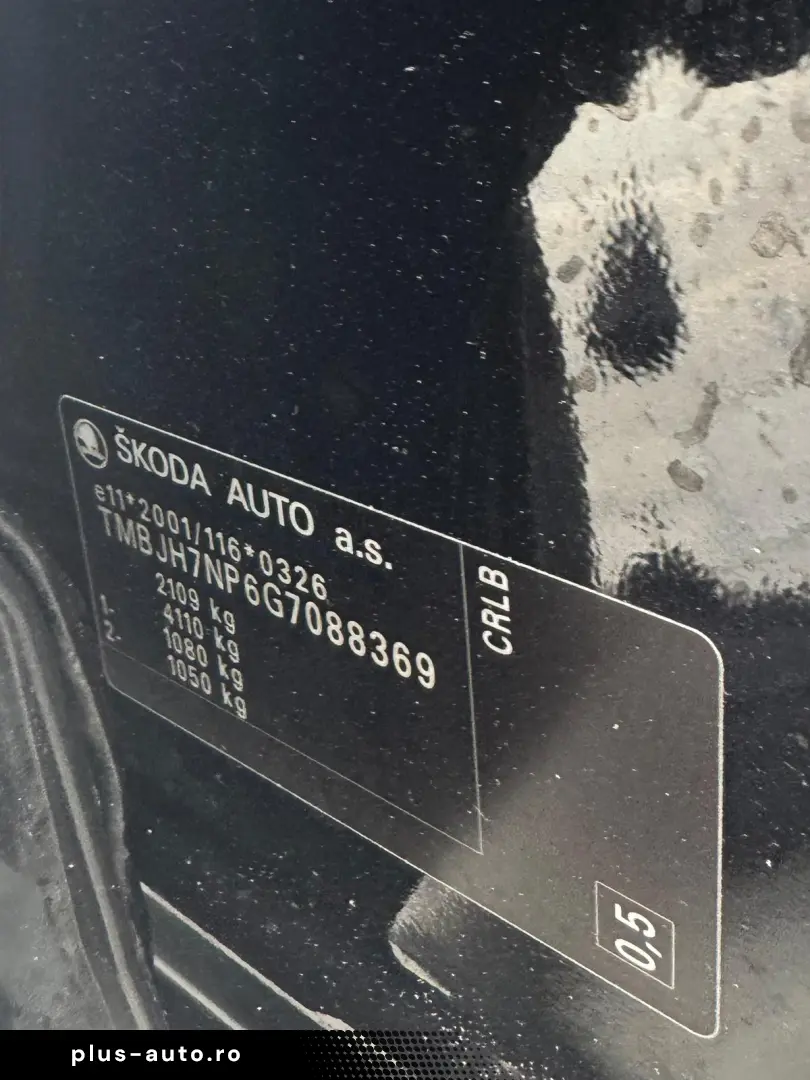 ŠKODA AUTO a.s.
e11*2001/116*0326
TMBJH7NP6G7088369
2109 kg
4110 kg
1- 1080 kg
2- 1050 kg
CRLB
0,5
plus-auto.ro